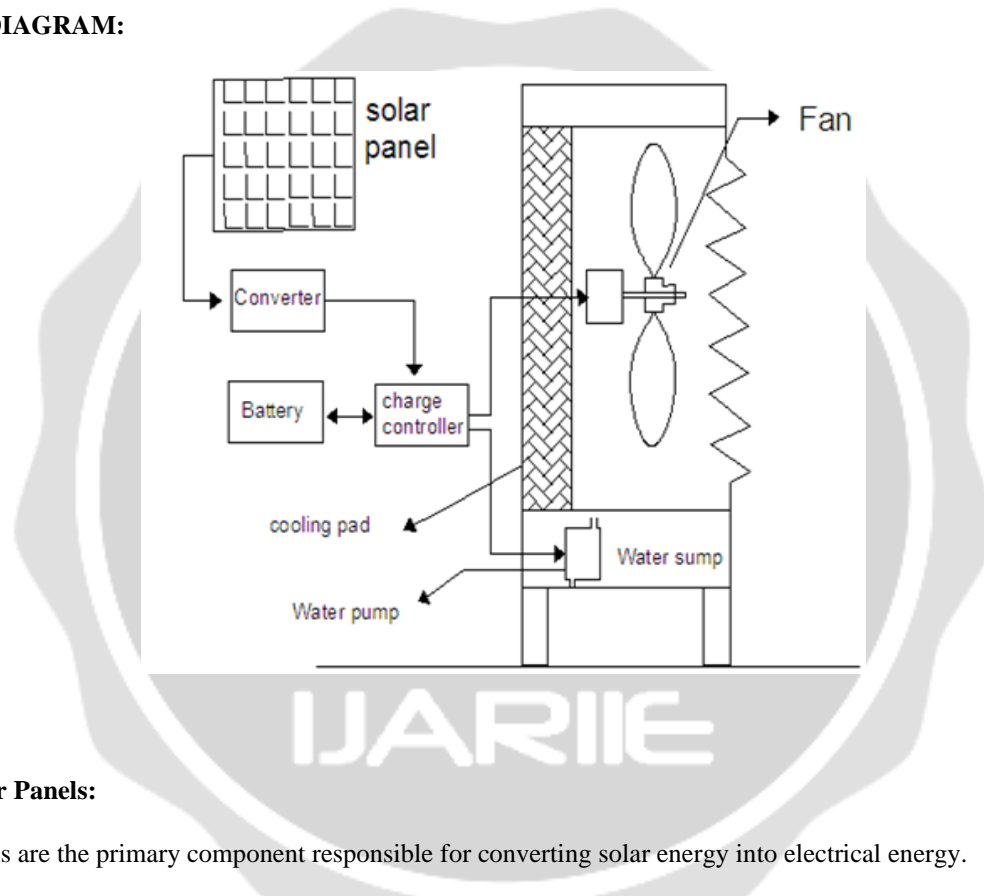 DIAGRAM:
solar
panel
Fan
Converter
Battery
charge
controller
cooling pad
Water sump
Water pump
IJARIIE
r Panels:
s are the primary component responsible for converting solar energy into electrical energy.